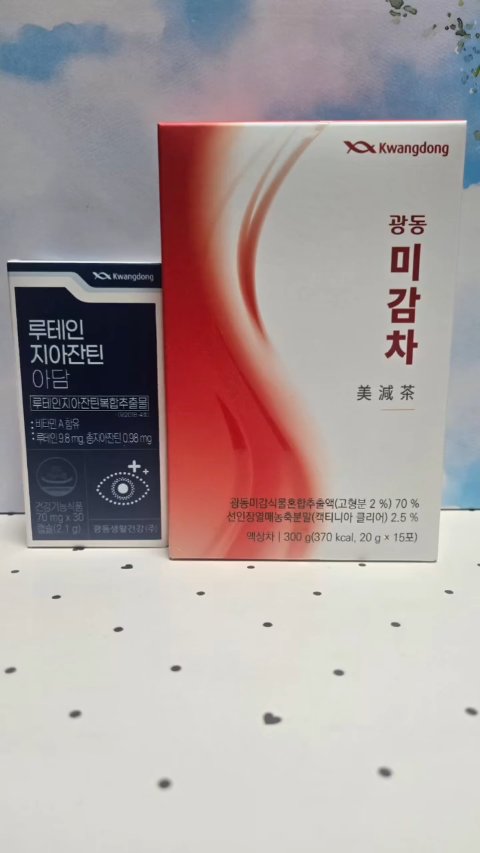 Kwangdong
루테인
지아잔틴
아담
루테인지아잔틴복합추출물
비타민 A 함유
루테인 9.8 mg, 총지아잔틴 0.98 mg
건강기능식품
70 mg x 30
캡슐(2.1 g)
광동생활건강(주)
Kwangdong
광동
미감차
美減茶
광동미감식물혼합추출액(고형분 2 %) 70 %
선인장열매농축분말(캑티니아 클리어) 2.5 %
액상차 | 300 g(370 kcal, 20 g × 15포)